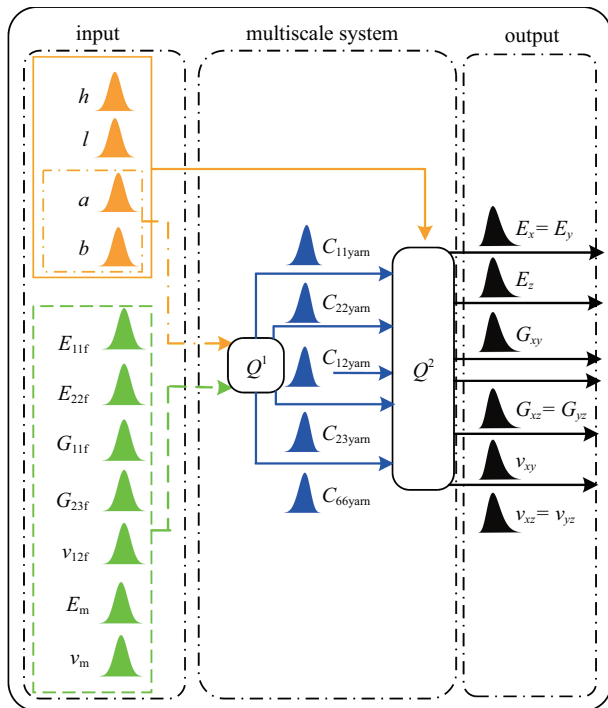 input
multiscale system
output
h
l
a
b
E11f
E22f
G11f
G23f
v12f
Em
vm
Q1
C11yarn
C22yarn
C12yarn
C23yarn
C66yarn
Q2
Ex = Ey
Ez
Gxy
Gxz = Gyz
vxy
vxz = vyz